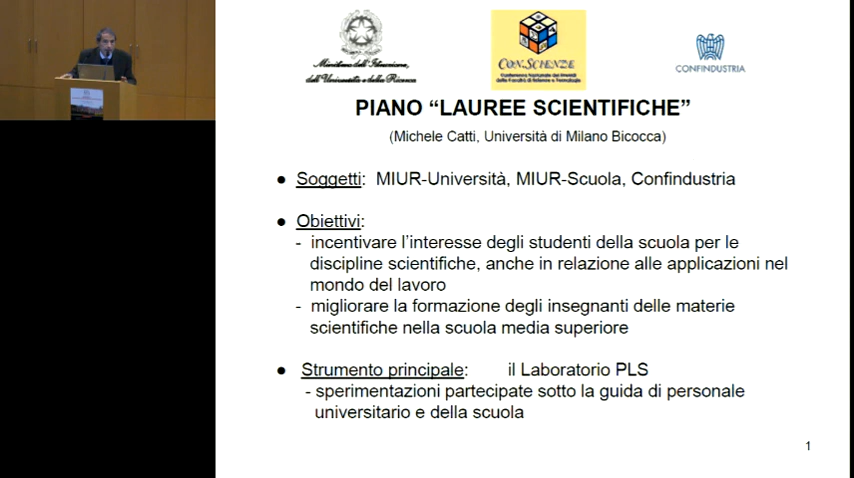 Ministero dell'Istruzione,
dell'Università e della Ricerca
CON.SCIENZE
Conferenza Nazionale dei Presidi
delle Facoltà di Scienze e Tecnologie
CONFINDUSTRIA
PIANO “LAUREE SCIENTIFICHE”
(Michele Catti, Università di Milano Bicocca)
● Soggetti: MIUR-Università, MIUR-Scuola, Confindustria
● Obiettivi:
- incentivare l’interesse degli studenti della scuola per le
discipline scientifiche, anche in relazione alle applicazioni nel
mondo del lavoro
- migliorare la formazione degli insegnanti delle materie
scientifiche nella scuola media superiore
● Strumento principale: il Laboratorio PLS
- sperimentazioni partecipate sotto la guida di personale
universitario e della scuola
1